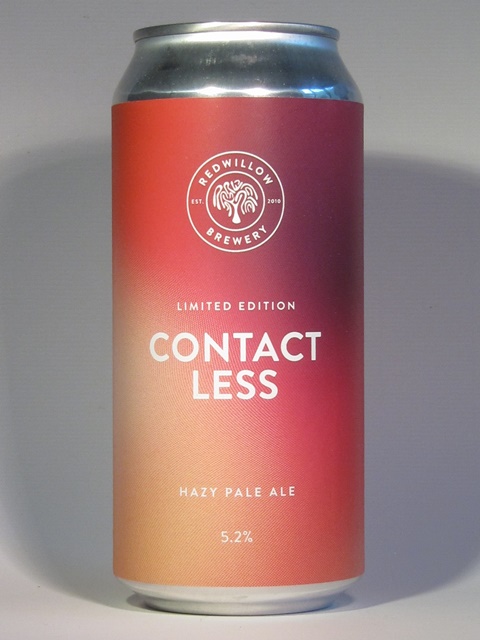 REDWILLOW
EST. 2010
BREWERY
LIMITED EDITION
CONTACT
LESS
HAZY PALE ALE
5.2%